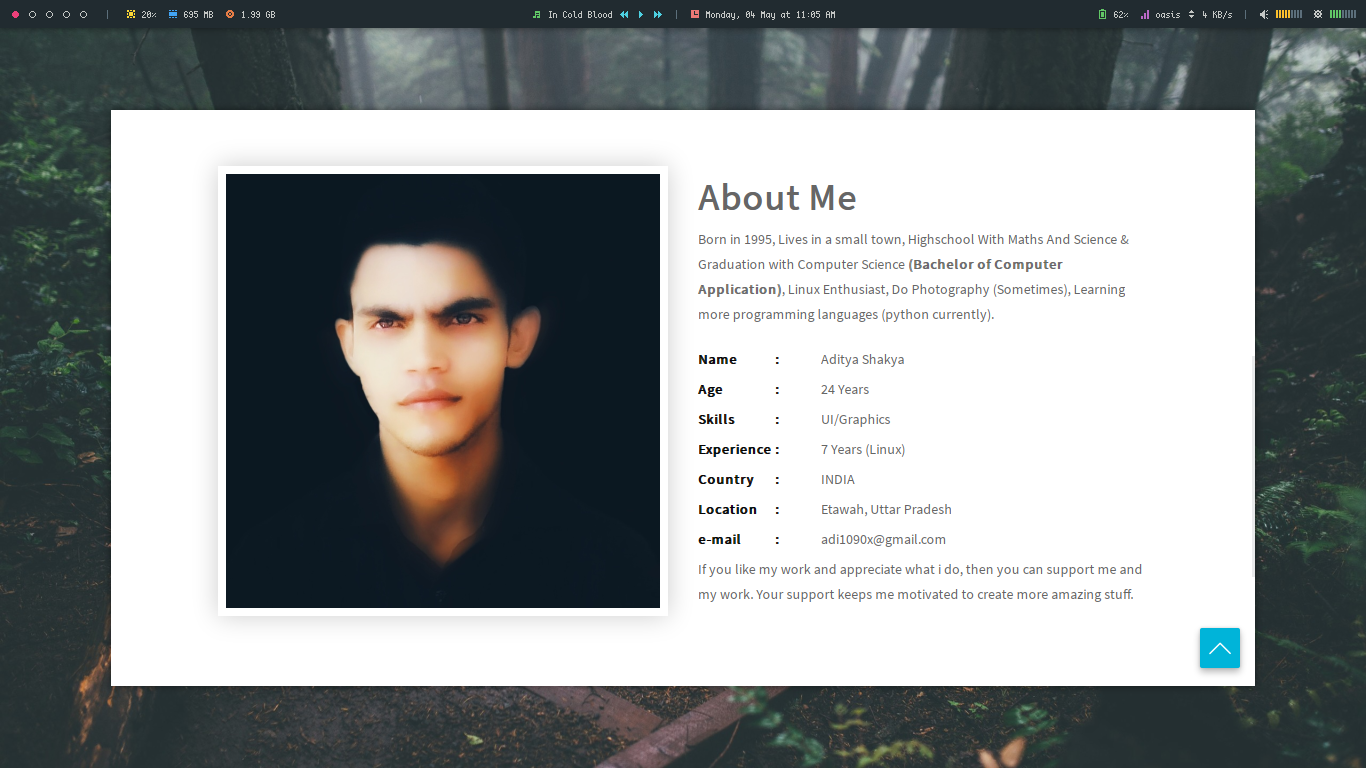 20% 695 MB 1.99 GB In Cold Blood Monday, 04 May at 11:05 AM 62% oasis 4 KB/s
About Me
Born in 1995, Lives in a small town, Highschool With Maths And Science &
Graduation with Computer Science (Bachelor of Computer
Application), Linux Enthusiast, Do Photography (Sometimes), Learning
more programming languages (python currently).
Name : Aditya Shakya
Age : 24 Years
Skills : UI/Graphics
Experience : 7 Years (Linux)
Country : INDIA
Location : Etawah, Uttar Pradesh
e-mail : adi1090x@gmail.com
If you like my work and appreciate what i do, then you can support me and
my work. Your support keeps me motivated to create more amazing stuff.